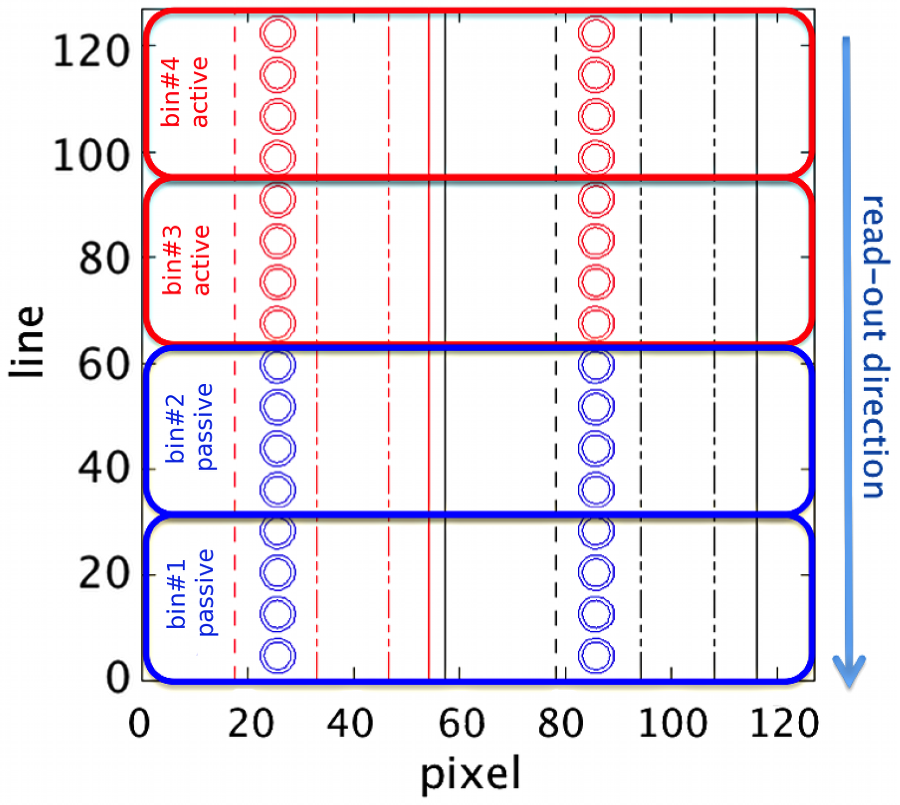 120
100
80
60
40
20
0
line
bin#4
active
bin#3
active
bin#2
passive
bin#1
passive
0 20 40 60 80 100 120
pixel
read-out direction